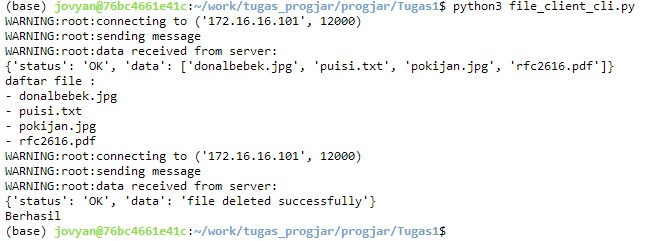 (base) jovyan@76bc4661e41c:~/work/tugas_progjar/progjar/Tugas1$ python3 file_client_cli.py
WARNING:root:connecting to ('172.16.16.101', 12000)
WARNING:root:sending message
WARNING:root:data received from server:
{'status': 'OK', 'data': ['donalbebek.jpg', 'puisi.txt', 'pokijan.jpg', 'rfc2616.pdf']}
daftar file :
- donalbebek.jpg
- puisi.txt
- pokijan.jpg
- rfc2616.pdf
WARNING:root:connecting to ('172.16.16.101', 12000)
WARNING:root:sending message
WARNING:root:data received from server:
{'status': 'OK', 'data': 'file deleted successfully'}
Berhasil
(base) jovyan@76bc4661e41c:~/work/tugas_progjar/progjar/Tugas1$